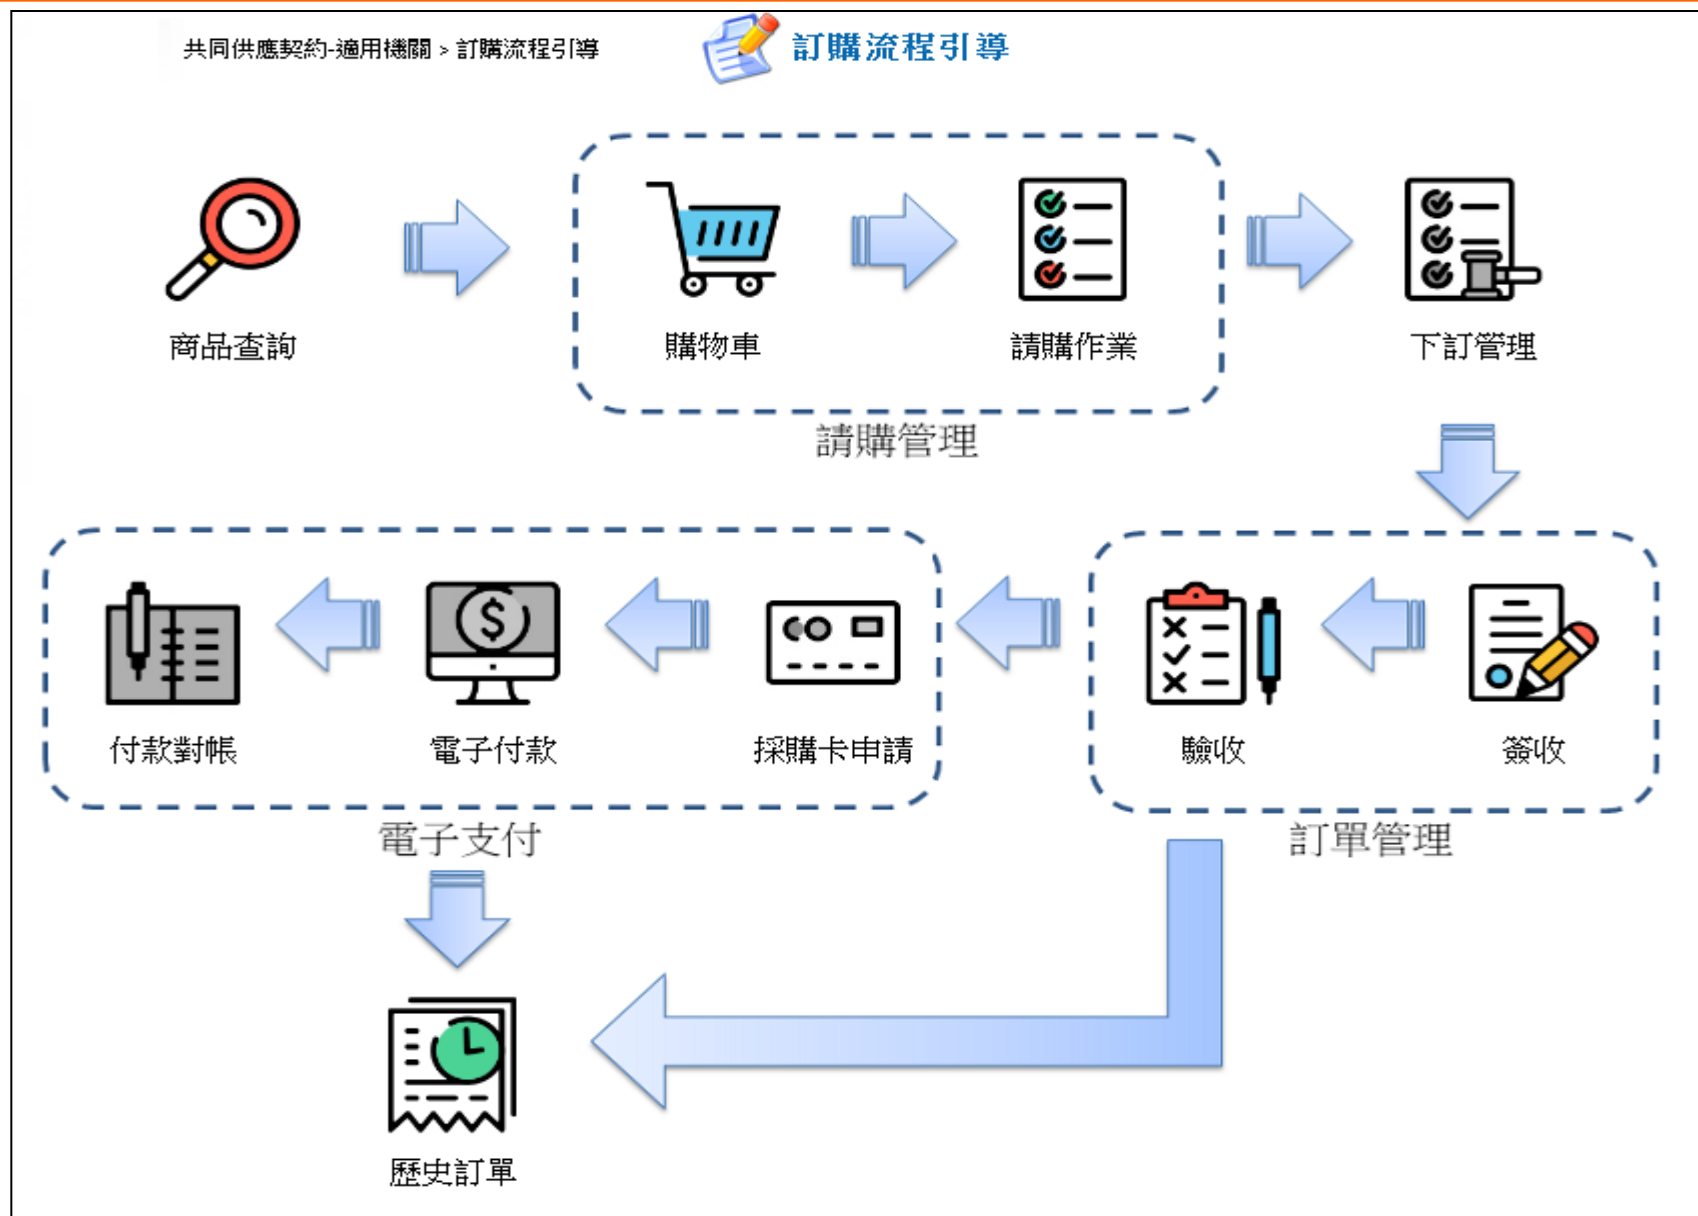 共同供應契約-適用機關 > 訂購流程引導
訂購流程引導
商品查詢
購物車
請購作業
下訂管理
請購管理
付款對帳
電子付款
採購卡申請
驗收
簽收
電子支付
訂單管理
歷史訂單